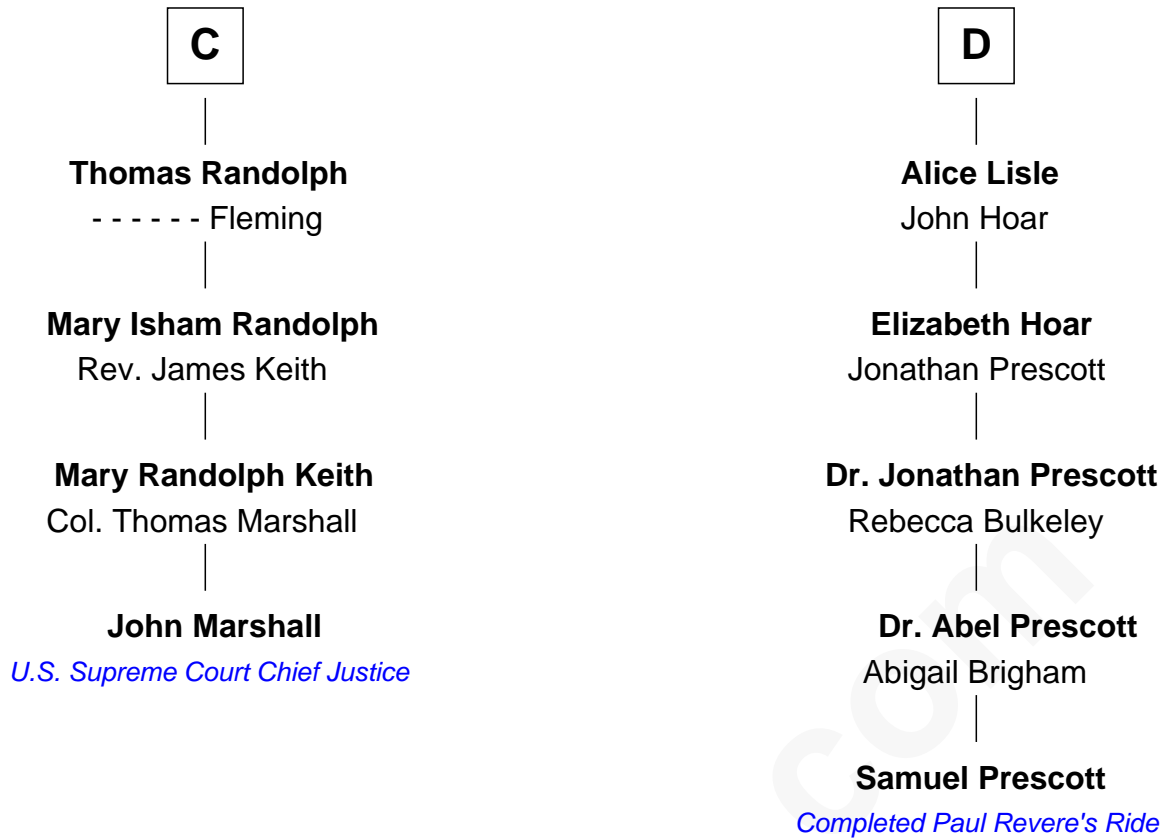 C
Thomas Randolph
- - - - - - Fleming
Mary Isham Randolph
Rev. James Keith
Mary Randolph Keith
Col. Thomas Marshall
John Marshall
U.S. Supreme Court Chief Justice
D
Alice Lisle
John Hoar
Elizabeth Hoar
Jonathan Prescott
Dr. Jonathan Prescott
Rebecca Bulkeley
Dr. Abel Prescott
Abigail Brigham
Samuel Prescott
Completed Paul Revere's Ride
com